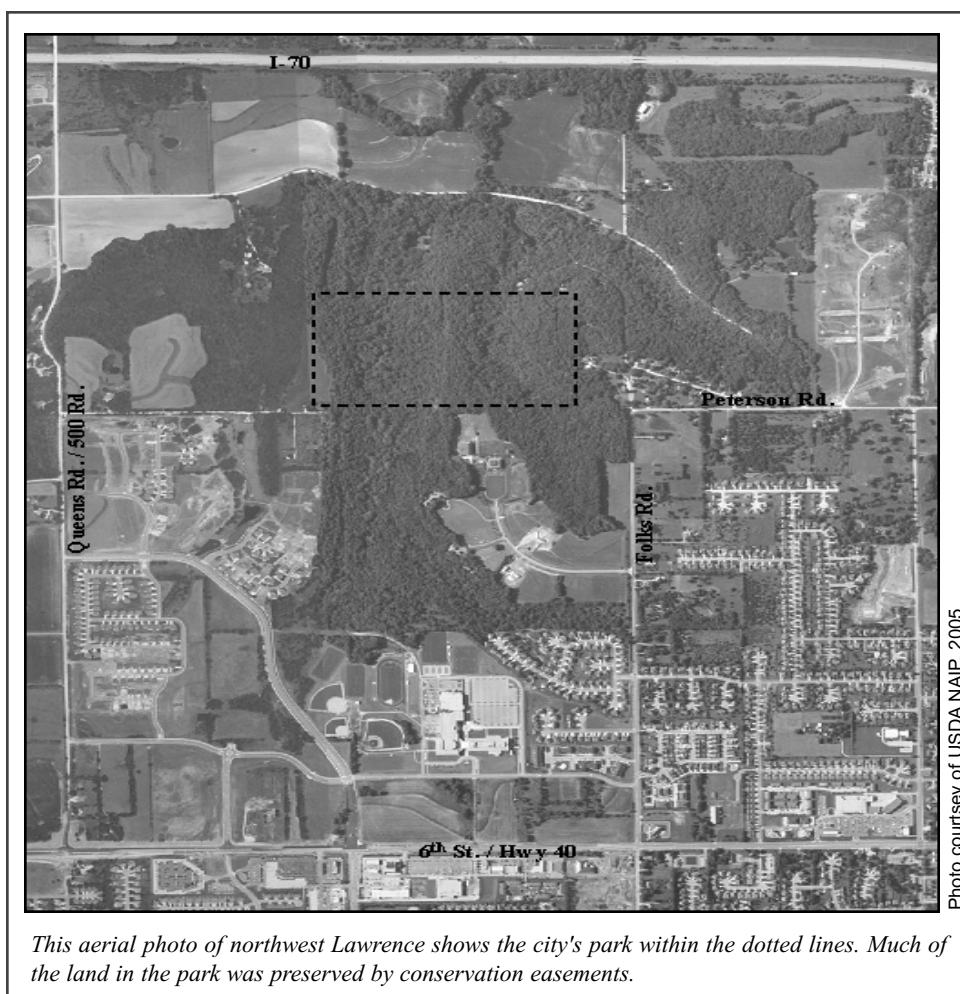 I-70
Queens Rd. / 500 Rd.
Peterson Rd.
Folks Rd.
6th St. / Hwy 40
Photo courtsey of USDA NAIP, 2005
This aerial photo of northwest Lawrence shows the city's park within the dotted lines. Much of
the land in the park was preserved by conservation easements.